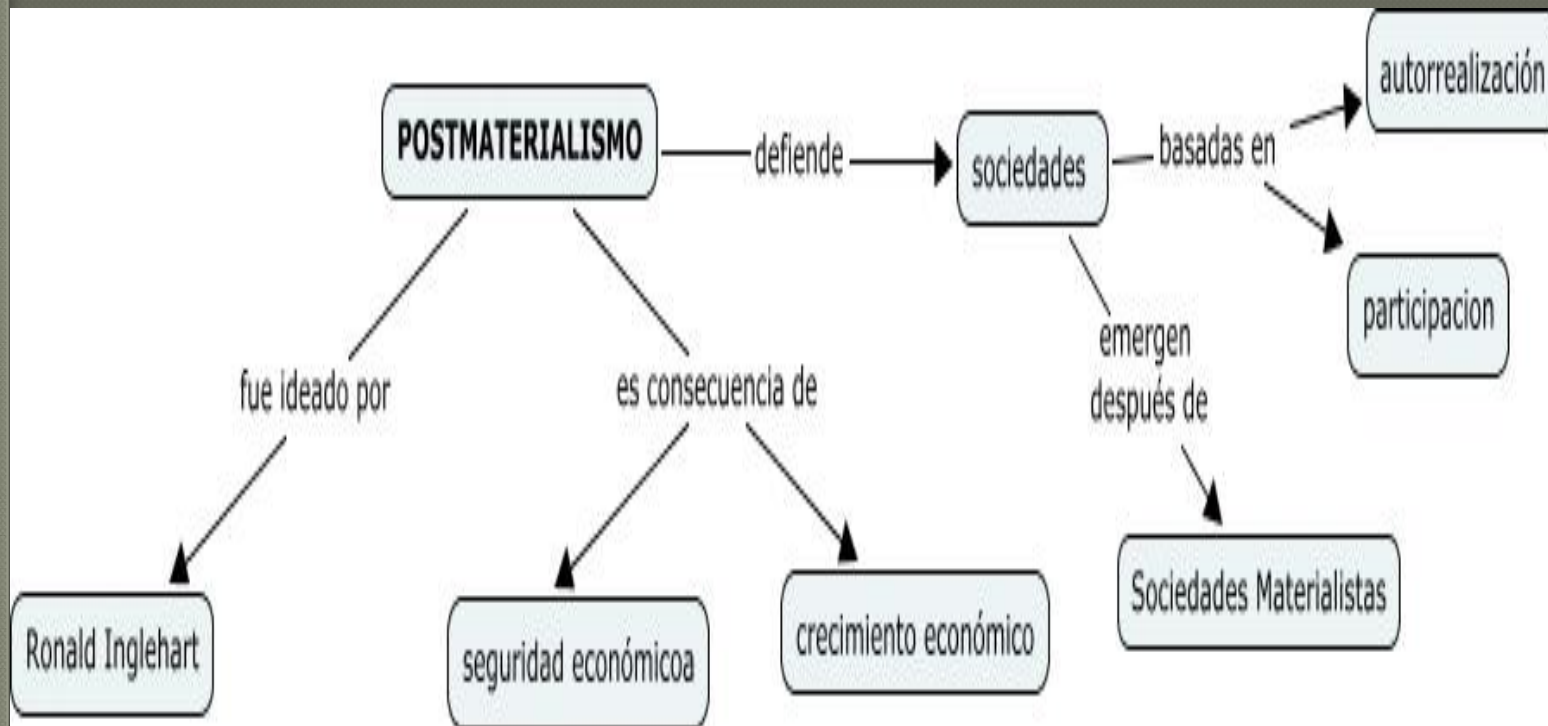 autorrealización
POSTMATERIALISMO
defiende
sociedades
basadas en
participacion
emergen
después de
fue ideado por
es consecuencia de
Sociedades Materialistas
Ronald Inglehart
seguridad económicoa
crecimiento económico